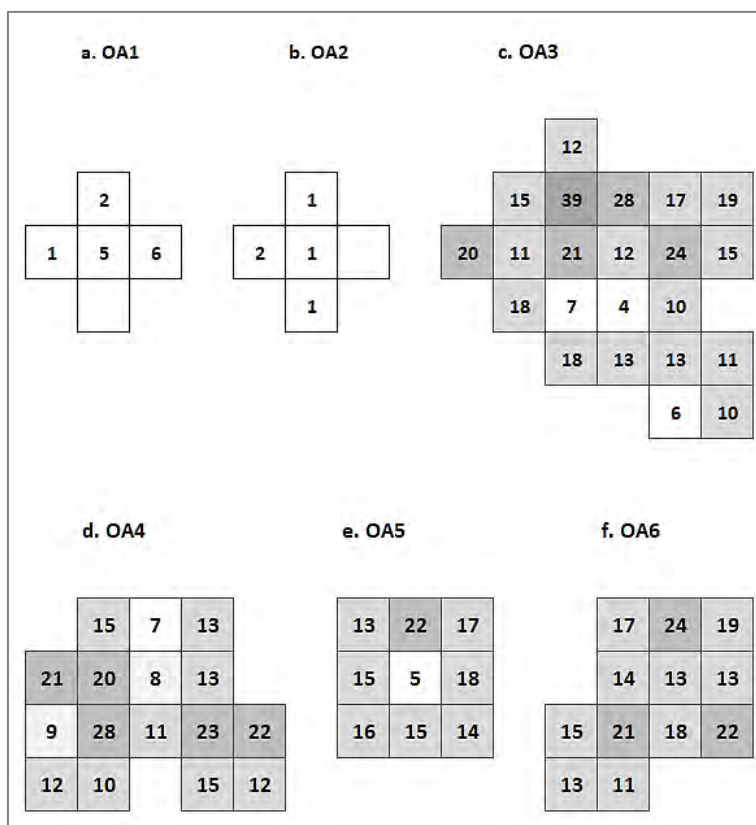 a. OA1 b. OA2 c. OA3
12
2 1 15 39 28 17 19
1 5 6 2 1 20 11 21 12 24 15
1 18 7 4 10
18 13 13 11
6 10
d. OA4 e. OA5 f. OA6
15 7 13 13 22 17 17 24 19
21 20 8 13 15 5 18 14 13 13
9 28 11 23 22 16 15 14 15 21 18 22
12 10 15 12 13 11